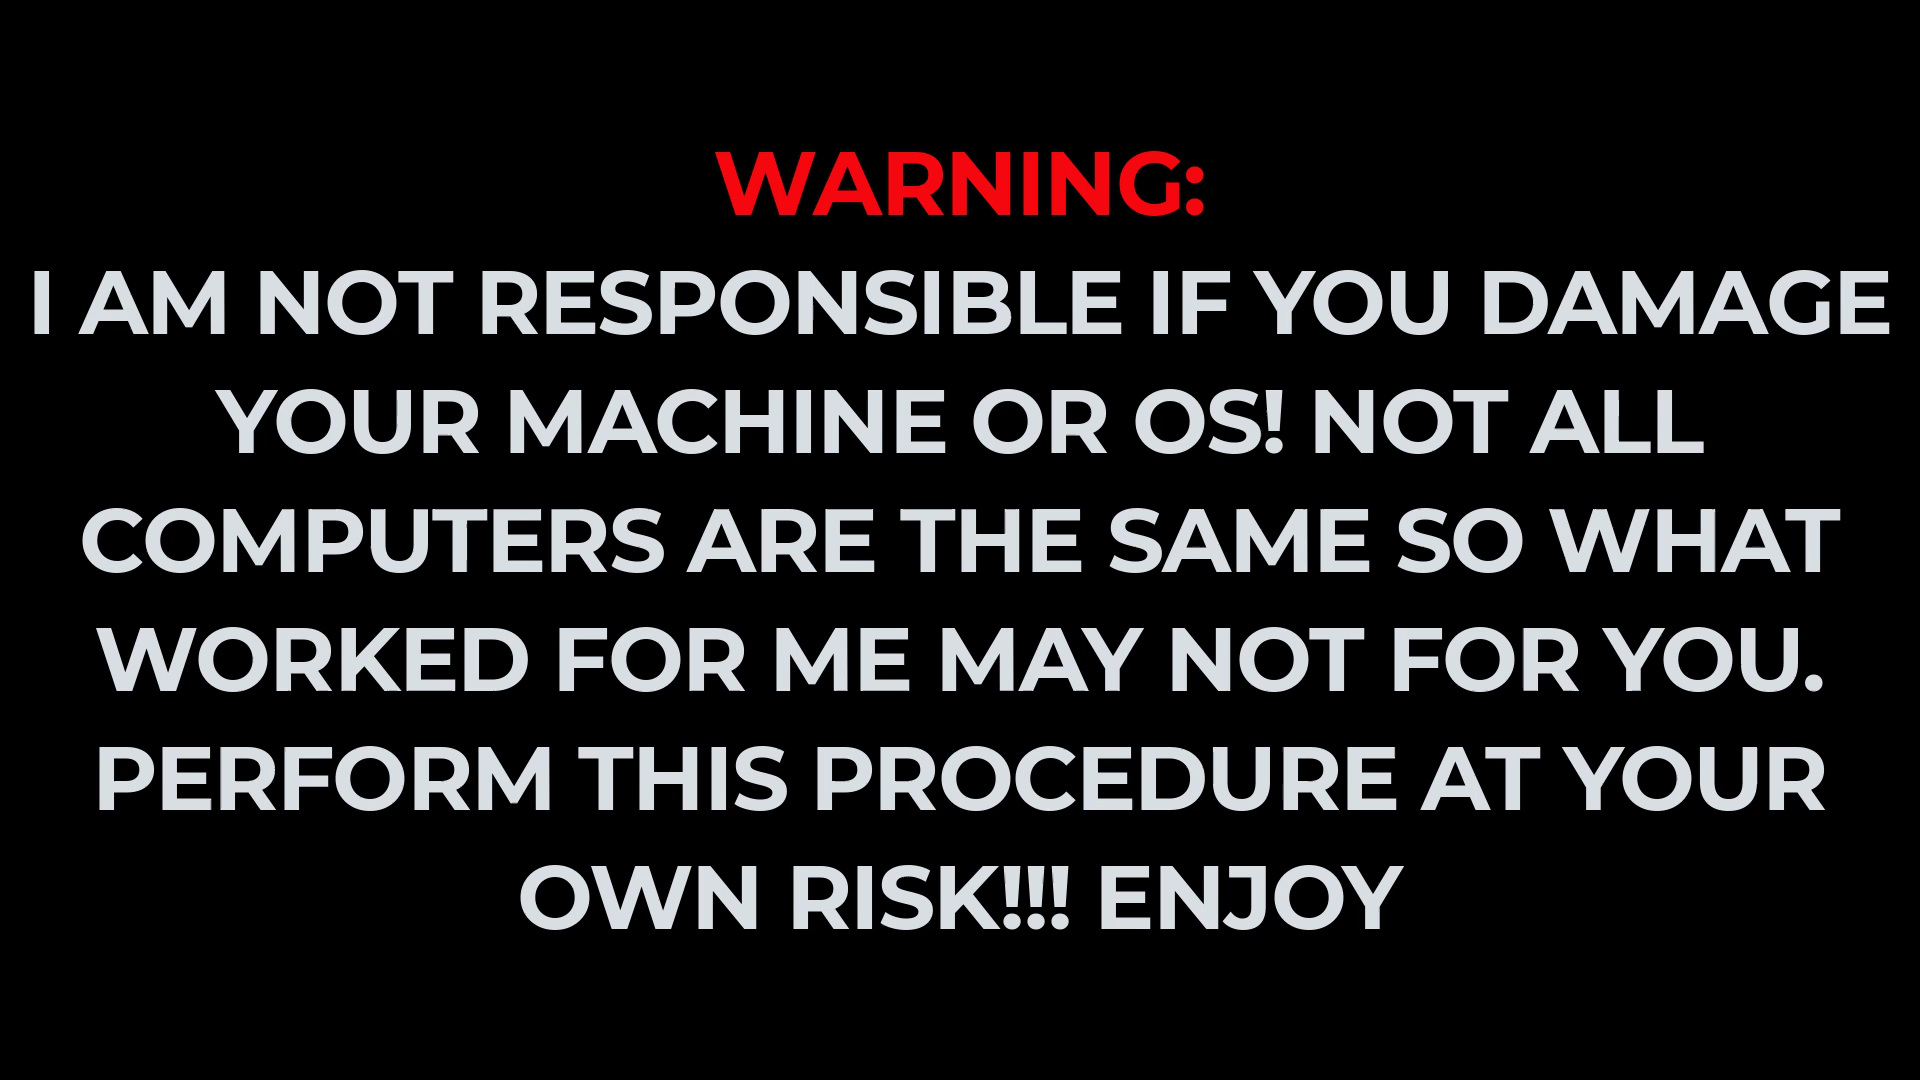 WARNING:
I AM NOT RESPONSIBLE IF YOU DAMAGE
YOUR MACHINE OR OS! NOT ALL
COMPUTERS ARE THE SAME SO WHAT
WORKED FOR ME MAY NOT FOR YOU.
PERFORM THIS PROCEDURE AT YOUR
OWN RISK!!! ENJOY